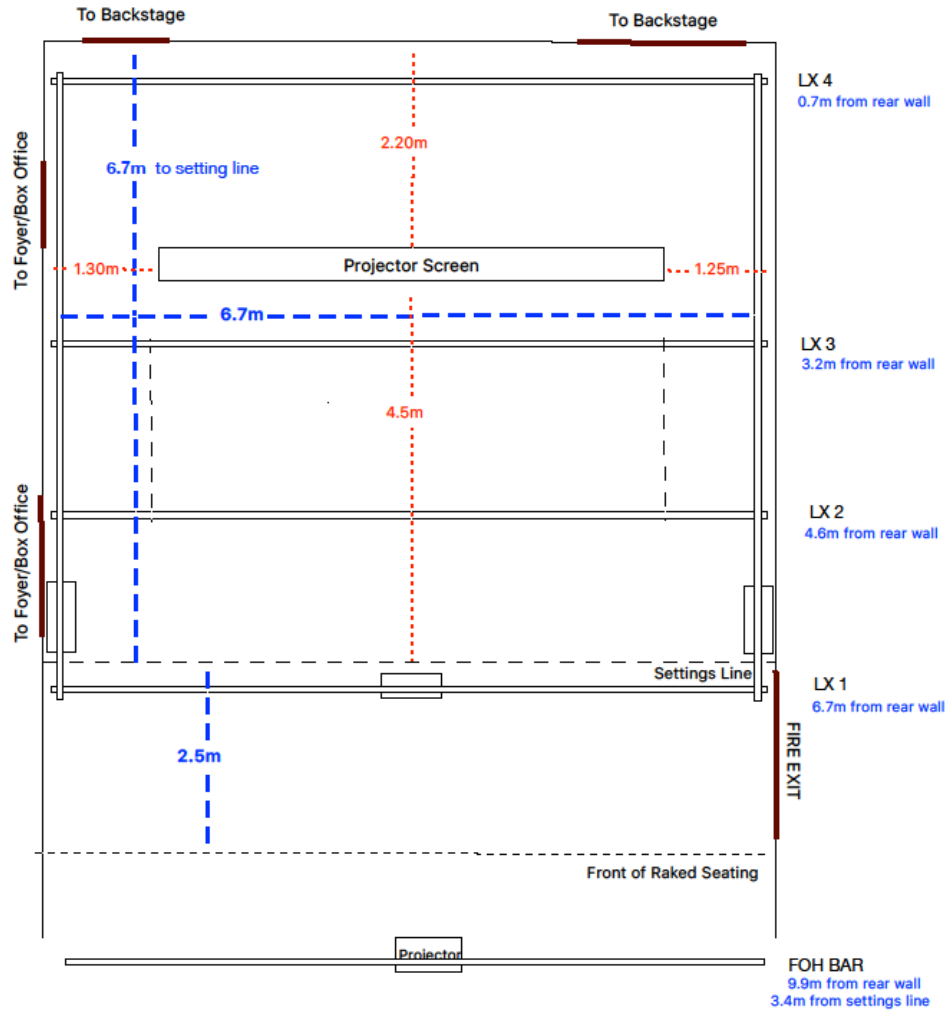 To Backstage
To Backstage
LX 4
0.7m from rear wall
2.20m
6.7m to setting line
To Foyer/Box Office
1.30m
Projector Screen
1.25m
6.7m
LX 3
3.2m from rear wall
4.5m
To Foyer/Box Office
LX 2
4.6m from rear wall
Settings Line
LX 1
6.7m from rear wall
2.5m
FIRE EXIT
Front of Raked Seating
Projector
FOH BAR
9.9m from rear wall
3.4m from settings line